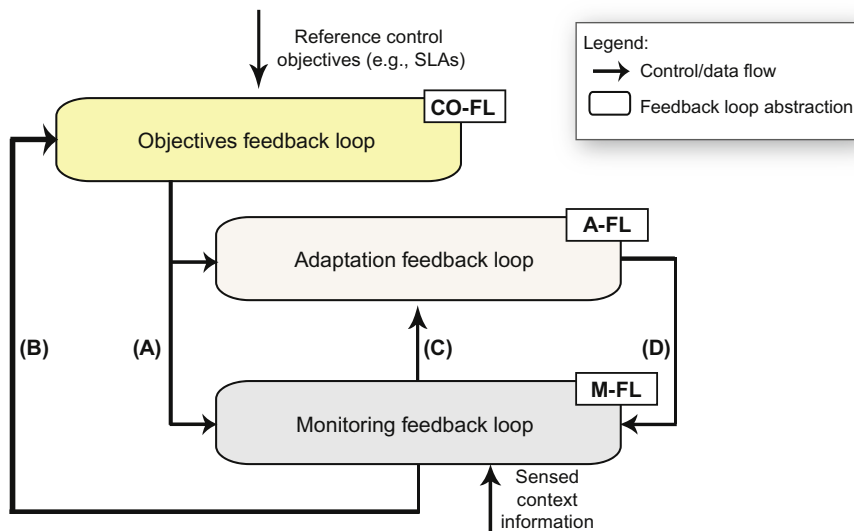 Reference control
objectives (e.g., SLAs)
Legend:
Control/data flow
Feedback loop abstraction
CO-FL
Objectives feedback loop
A-FL
Adaptation feedback loop
(B)
(A)
(C)
(D)
M-FL
Monitoring feedback loop
Sensed
context
information